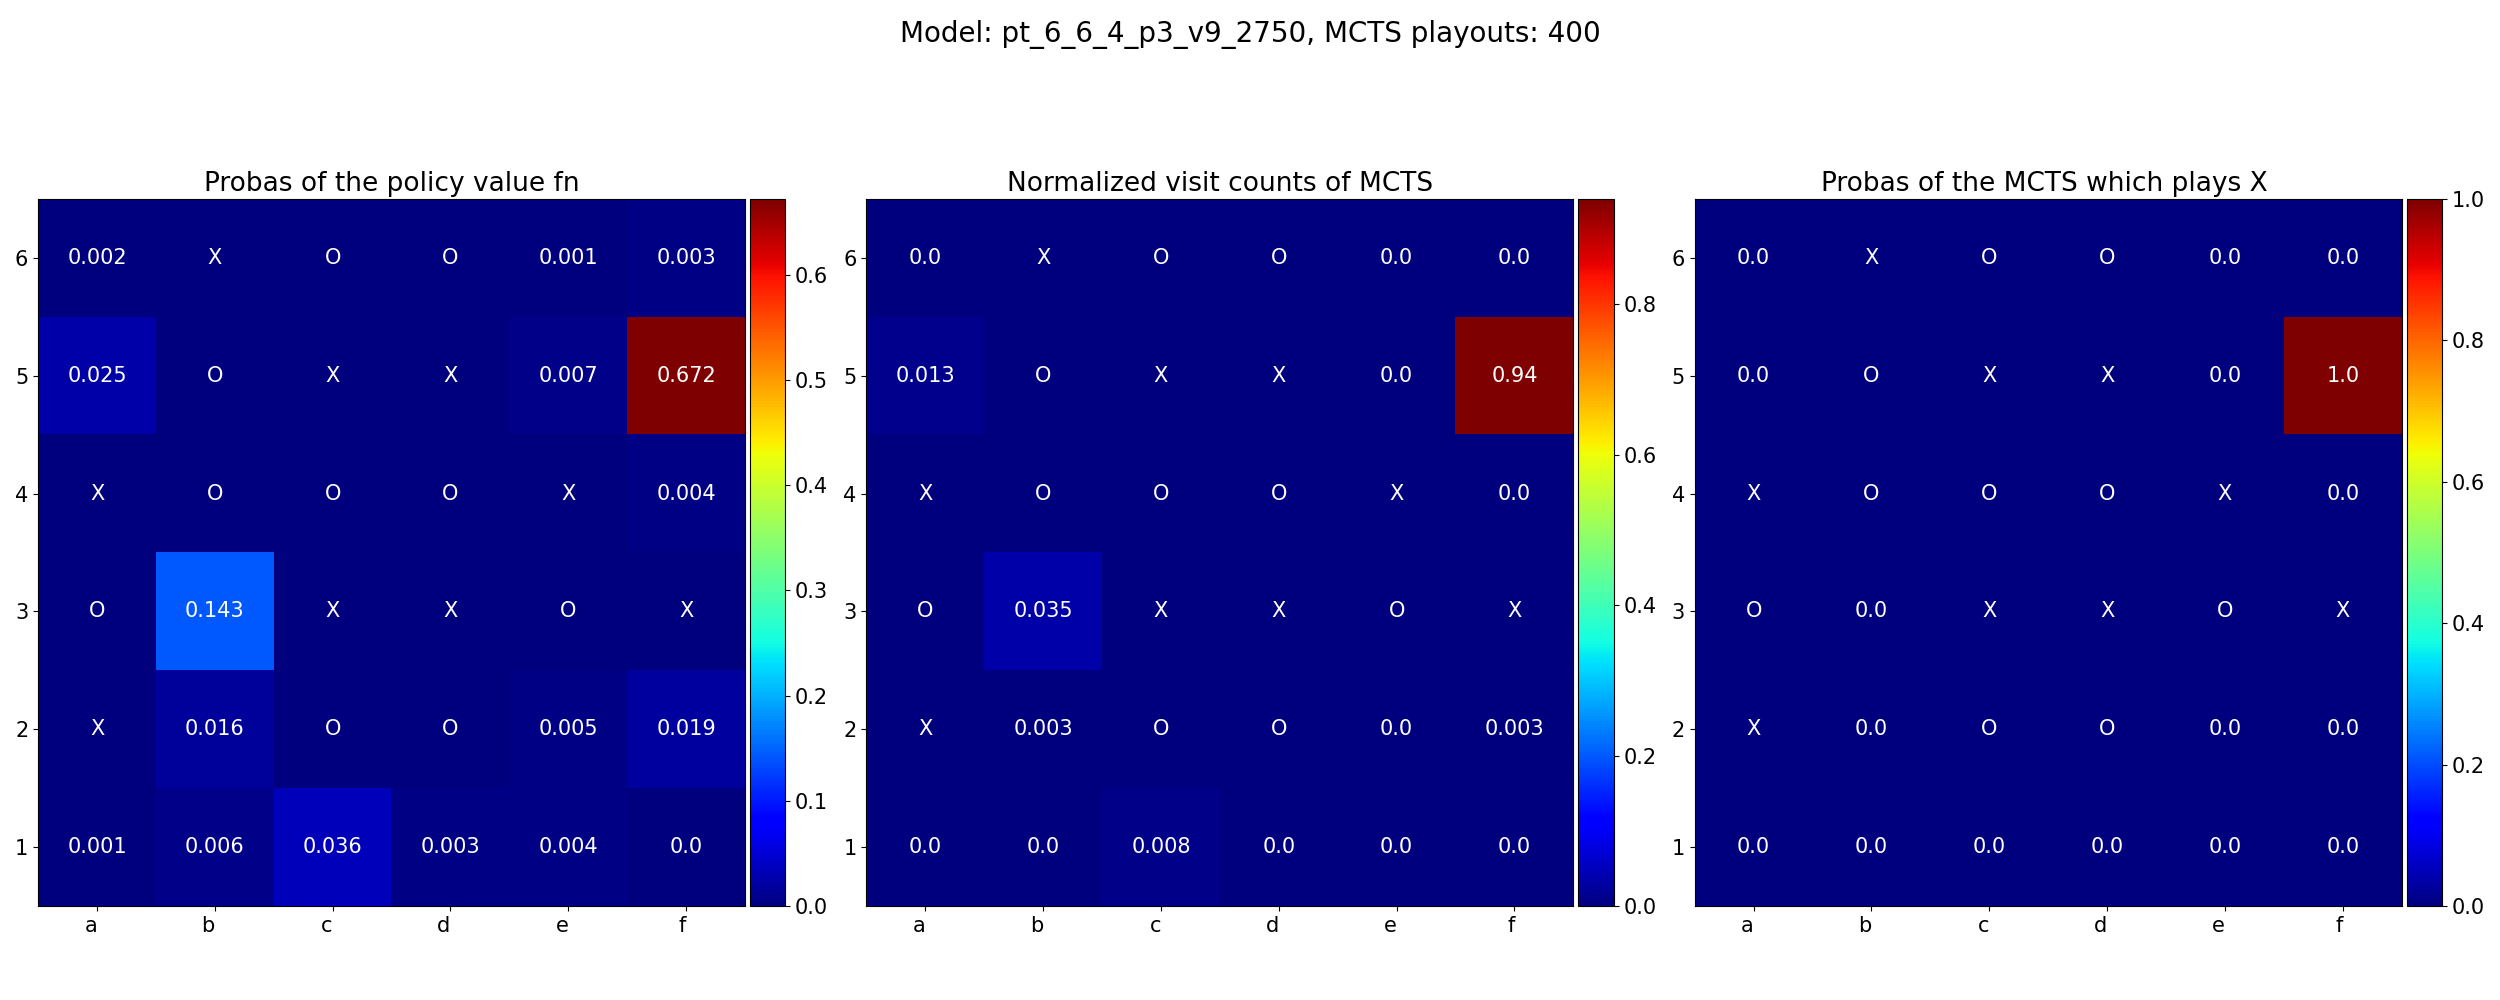 Model: pt_6_6_4_p3_v9_2750, MCTS playouts: 400
Probas of the policy value fn
6 0.002 X O O 0.001 0.003
5 0.025 O X X 0.007 0.672
4 X O O O X 0.004
3 O 0.143 X X O X
2 X 0.016 O O 0.005 0.019
1 0.001 0.006 0.036 0.003 0.004 0.0
a b c d e f
0.6
0.5
0.4
0.3
0.2
0.1
0.0
Normalized visit counts of MCTS
6 0.0 X O O 0.0 0.0
5 0.013 O X X 0.0 0.94
4 X O O O X 0.0
3 O 0.035 X X O X
2 X 0.003 O O 0.0 0.003
1 0.0 0.0 0.008 0.0 0.0 0.0
a b c d e f
0.8
0.6
0.4
0.2
0.0
Probas of the MCTS which plays X
6 0.0 X O O 0.0 0.0
5 0.0 O X X 0.0 1.0
4 X O O O X 0.0
3 O 0.0 X X O X
2 X 0.0 O O 0.0 0.0
1 0.0 0.0 0.0 0.0 0.0 0.0
a b c d e f
1.0
0.8
0.6
0.4
0.2
0.0